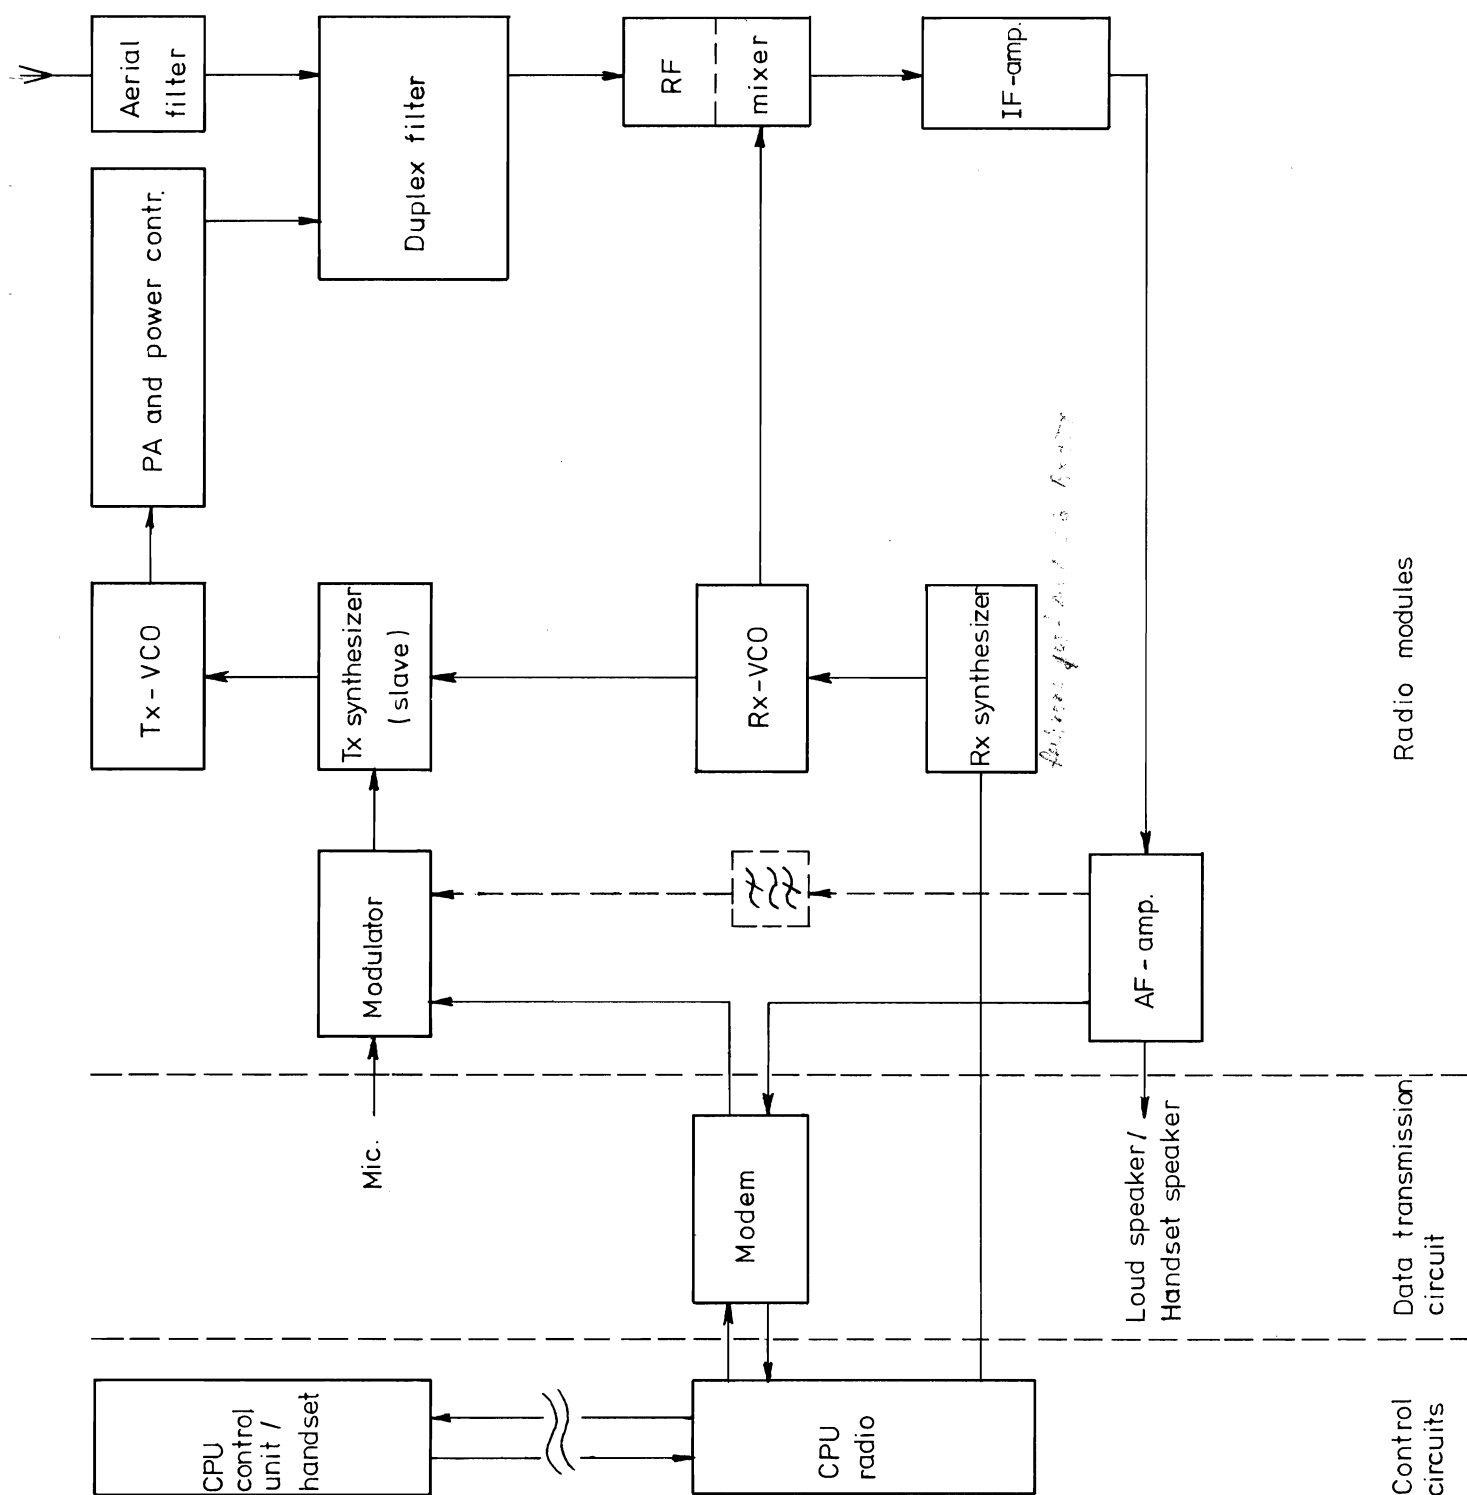 CPU
control
unit /
handset
CPU
radio
Modem
Mic.
Modulator
Tx synthesizer
(slave)
Tx-VCO
PA and power contr.
Aerial
filter
Duplex filter
RF
mixer
IF-amp.
Rx-VCO
Rx synthesizer
AF-amp.
Loud speaker/
Handset speaker
Control
circuits
Data transmission
circuit
Radio modules